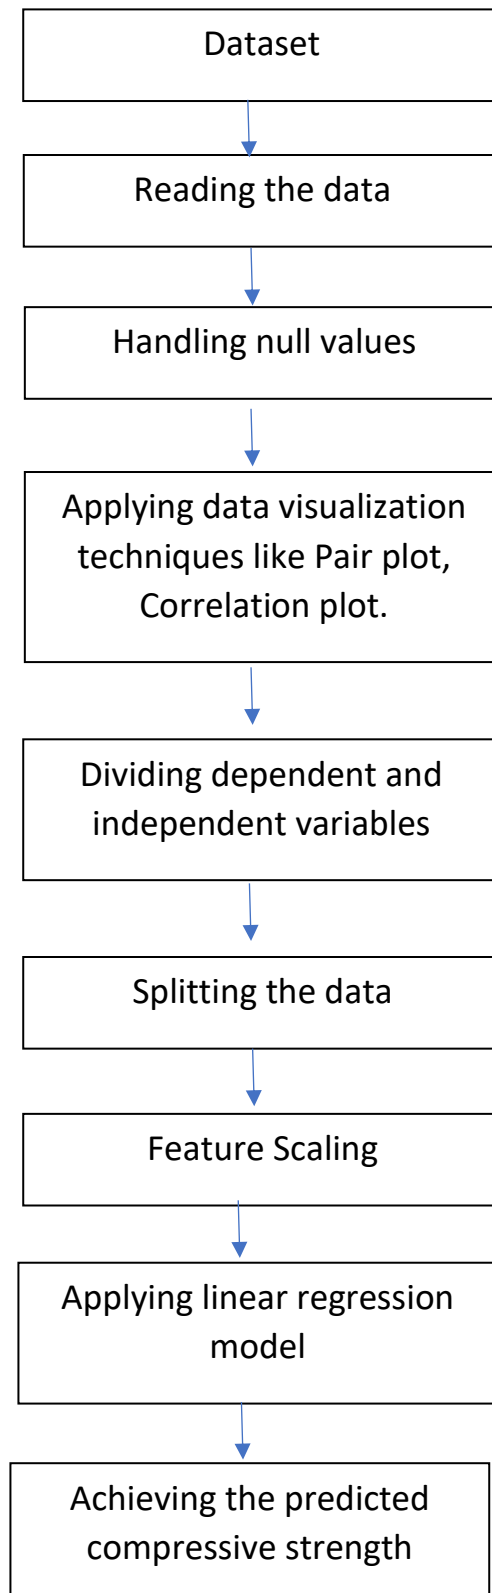 Dataset
Reading the data
Handling null values
Applying data visualization
techniques like Pair plot,
Correlation plot.
Dividing dependent and
independent variables
Splitting the data
Feature Scaling
Applying linear regression
model
Achieving the predicted
compressive strength